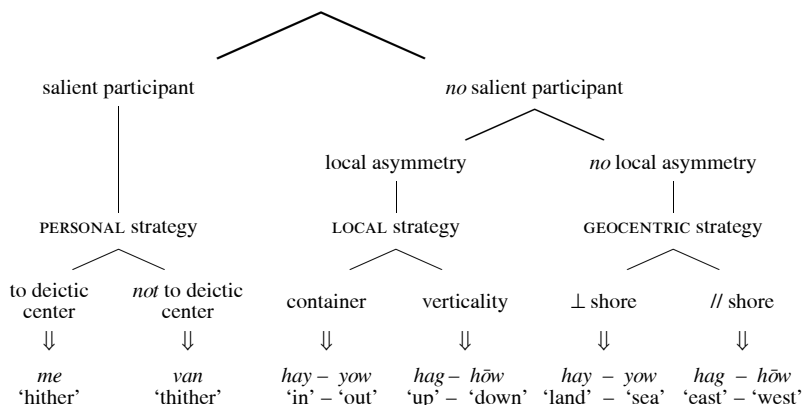 salient participant
no salient participant
local asymmetry
no local asymmetry
PERSONAL strategy
LOCAL strategy
GEOCENTRIC strategy
to deictic
center
not to deictic
center
container
verticality
⊥ shore
// shore
⇓ ⇓ ⇓ ⇓ ⇓ ⇓
me
‘hither’
van
‘thither’
hay – yow
‘in’ – ‘out’
hag – hōw
‘up’ – ‘down’
hay – yow
‘land’ – ‘sea’
hag – hōw
‘east’ – ‘west’